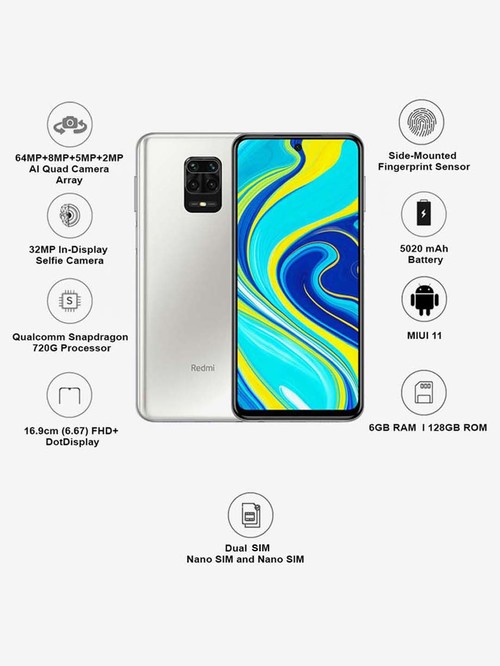 64MP+8MP+5MP+2MP
AI Quad Camera
Array
32MP In-Display
Selfie Camera
S
Qualcomm Snapdragon
720G Processor
16.9cm (6.67) FHD+
DotDisplay
Redmi
Side-Mounted
Fingerprint Sensor
5020 mAh
Battery
MIUI 11
6GB RAM I 128GB ROM
Dual SIM
Nano SIM and Nano SIM